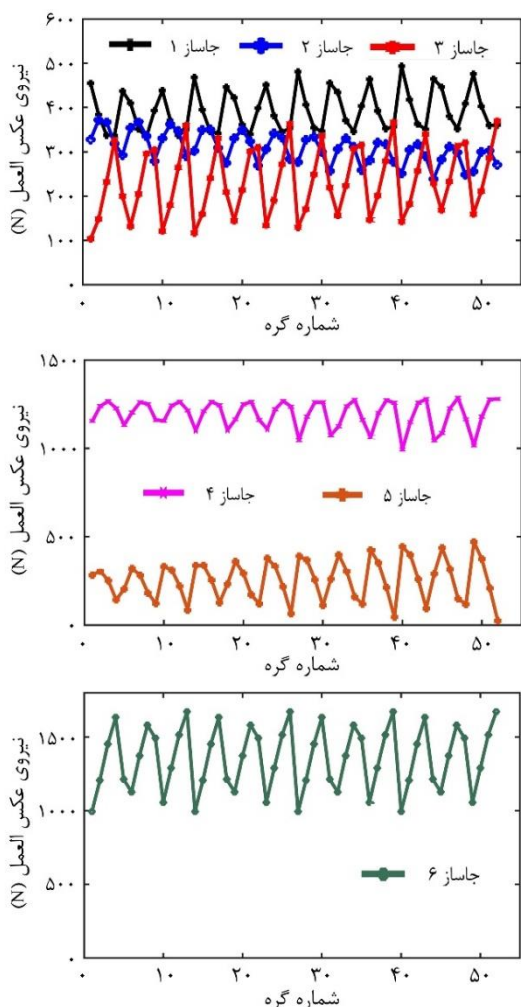 ۶۰۰
جاساز ۱ جاساز ۲ جاساز ۳
۵۰۰
۴۰۰
۳۰۰
۲۰۰
۱۰۰
۰
نیروی عکس العمل (N)
۰ ۱۰ ۲۰ ۳۰ ۴۰ ۵۰
شماره گره
۱۵۰۰
۱۰۰۰
جاساز ۴ جاساز ۵
۵۰۰
۰
نیروی عکس العمل (N)
۰ ۱۰ ۲۰ ۳۰ ۴۰ ۵۰
شماره گره
۱۵۰۰
۱۰۰۰
۵۰۰
جاساز ۶
۰
نیروی عکس العمل (N)
۰ ۱۰ ۲۰ ۳۰ ۴۰ ۵۰
شماره گره